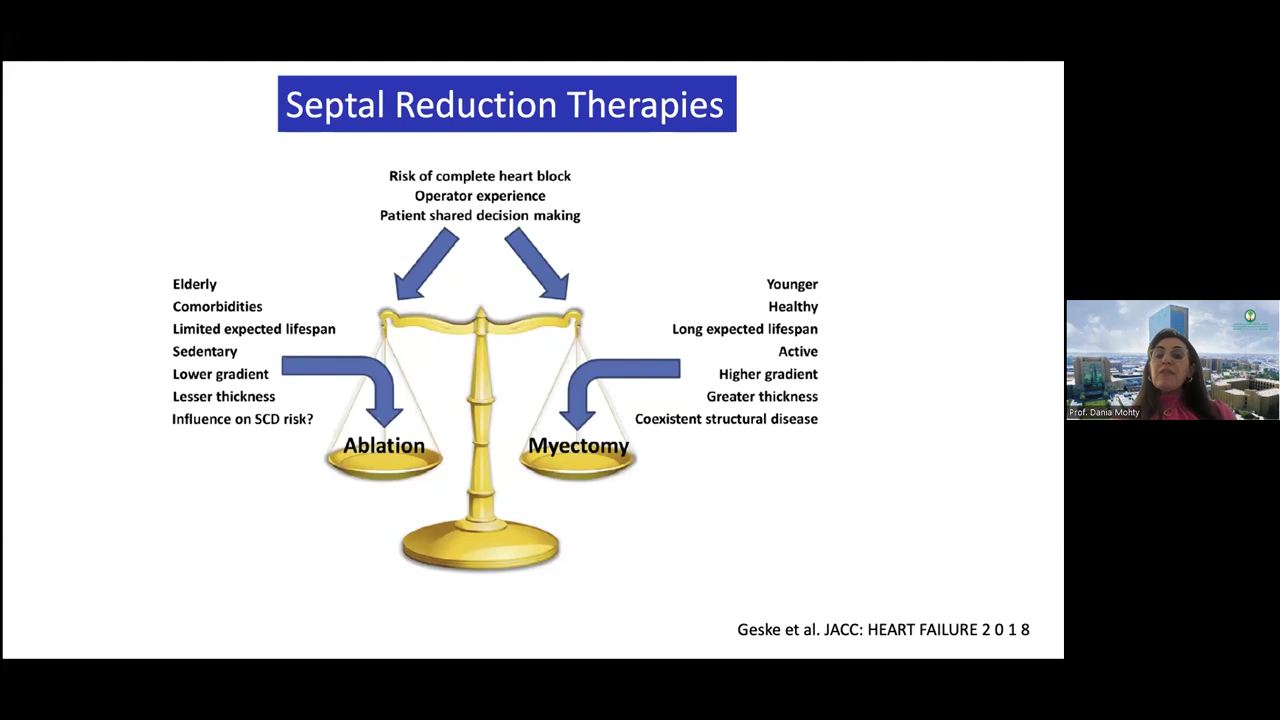 Septal Reduction Therapies
Risk of complete heart block
Operator experience
Patient shared decision making
Elderly
Comorbidities
Limited expected lifespan
Sedentary
Lower gradient
Lesser thickness
Influence on SCD risk?
Younger
Healthy
Long expected lifespan
Active
Higher gradient
Greater thickness
Coexistent structural disease
Ablation
Myectomy
Geske et al. JACC: HEART FAILURE 2 0 1 8
Prof. Dania Mohty